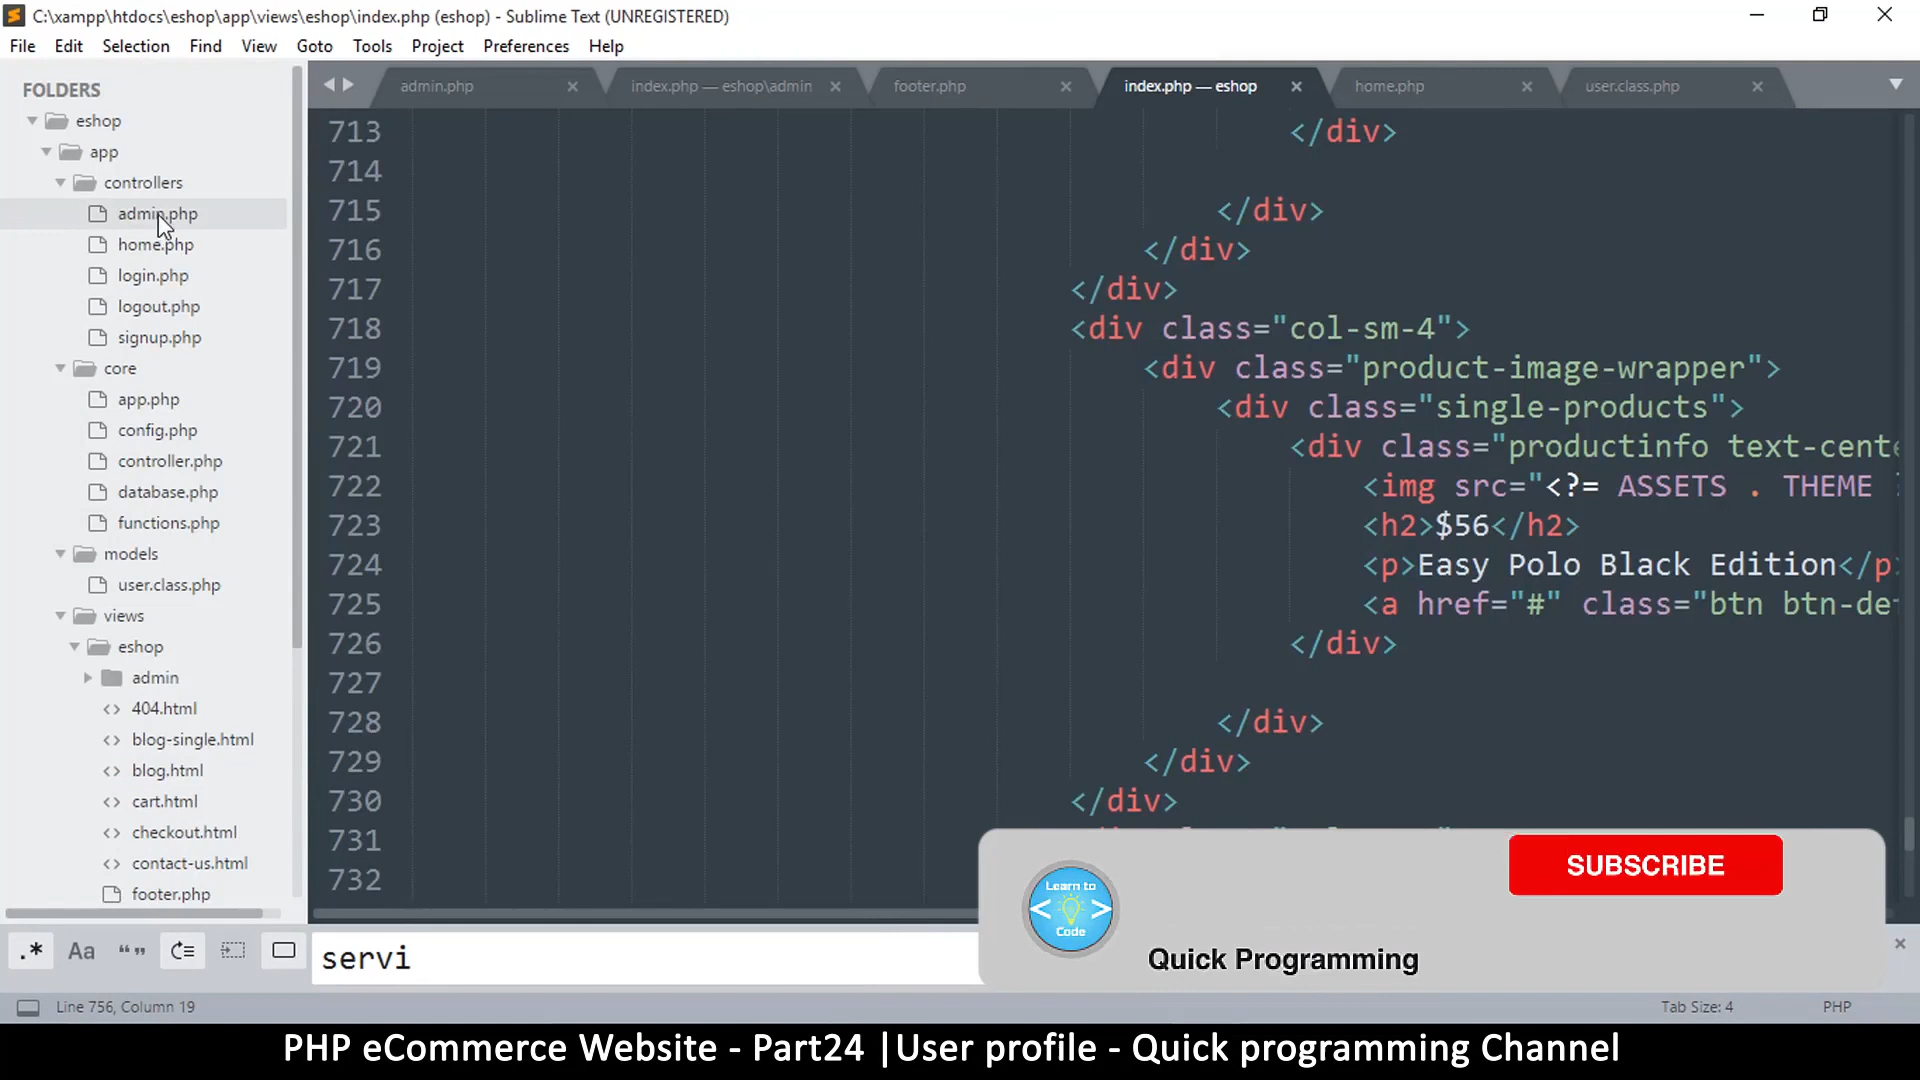 C:\xampp\htdocs\eshop\app\views\eshop\index.php (eshop) - Sublime Text (UNREGISTERED)
File Edit Selection Find View Goto Tools Project Preferences Help
FOLDERS
eshop
app
controllers
admin.php
home.php
login.php
logout.php
signup.php
core
app.php
config.php
controller.php
database.php
functions.php
models
user.class.php
views
eshop
admin
404.html
blog-single.html
blog.html
cart.html
checkout.html
contact-us.html
footer.php
admin.php index.php — eshop\admin footer.php index.php — eshop home.php user.class.php
713 </div>
714
715 </div>
716 </div>
717 </div>
718 <div class="col-sm-4">
719 <div class="product-image-wrapper">
720 <div class="single-products">
721 <div class="productinfo text-cente
722 <img src="<?= ASSETS . THEME ?
723 <h2>$56</h2>
724 <p>Easy Polo Black Edition</p>
725 <a href="#" class="btn btn-def
726 </div>
727
728 </div>
729 </div>
730 </div>
731
732
.* Aa “” servi
Learn to
< >
Code
SUBSCRIBE
Quick Programming
Line 756, Column 19 Tab Size: 4 PHP
PHP eCommerce Website - Part24 |User profile - Quick programming Channel